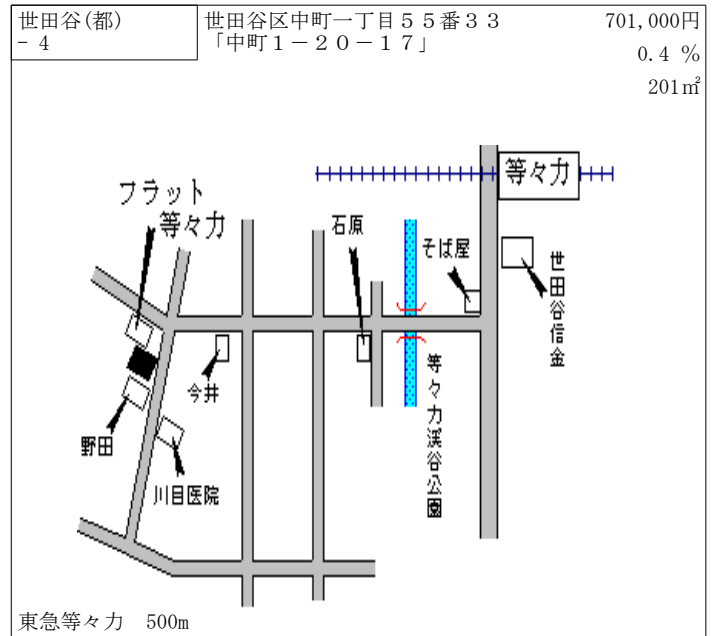 世田谷(都)
- 4
世田谷区中町一丁目５５番３３
「中町１－２０－１７」
701,000円
0.4 %
201㎡
等々力
フラット
等々力
石原
そば屋
世田谷信金
今井
等々力渓谷公園
野田
川目医院
東急等々力　500m